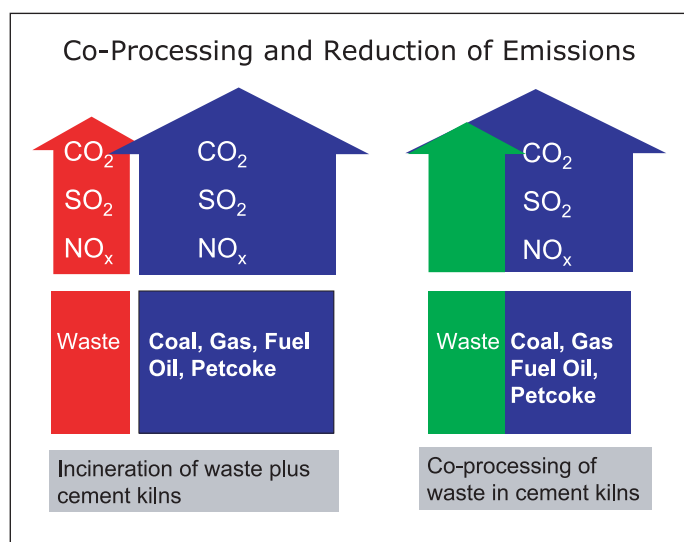 Co-Processing and Reduction of Emissions
CO₂
SO₂
NOₓ
CO₂
SO₂
NOₓ
CO₂
SO₂
NOₓ
Waste
Coal, Gas, Fuel
Oil, Petcoke
Waste
Coal, Gas
Fuel Oil,
Petcoke
Incineration of waste plus
cement kilns
Co-processing of
waste in cement kilns